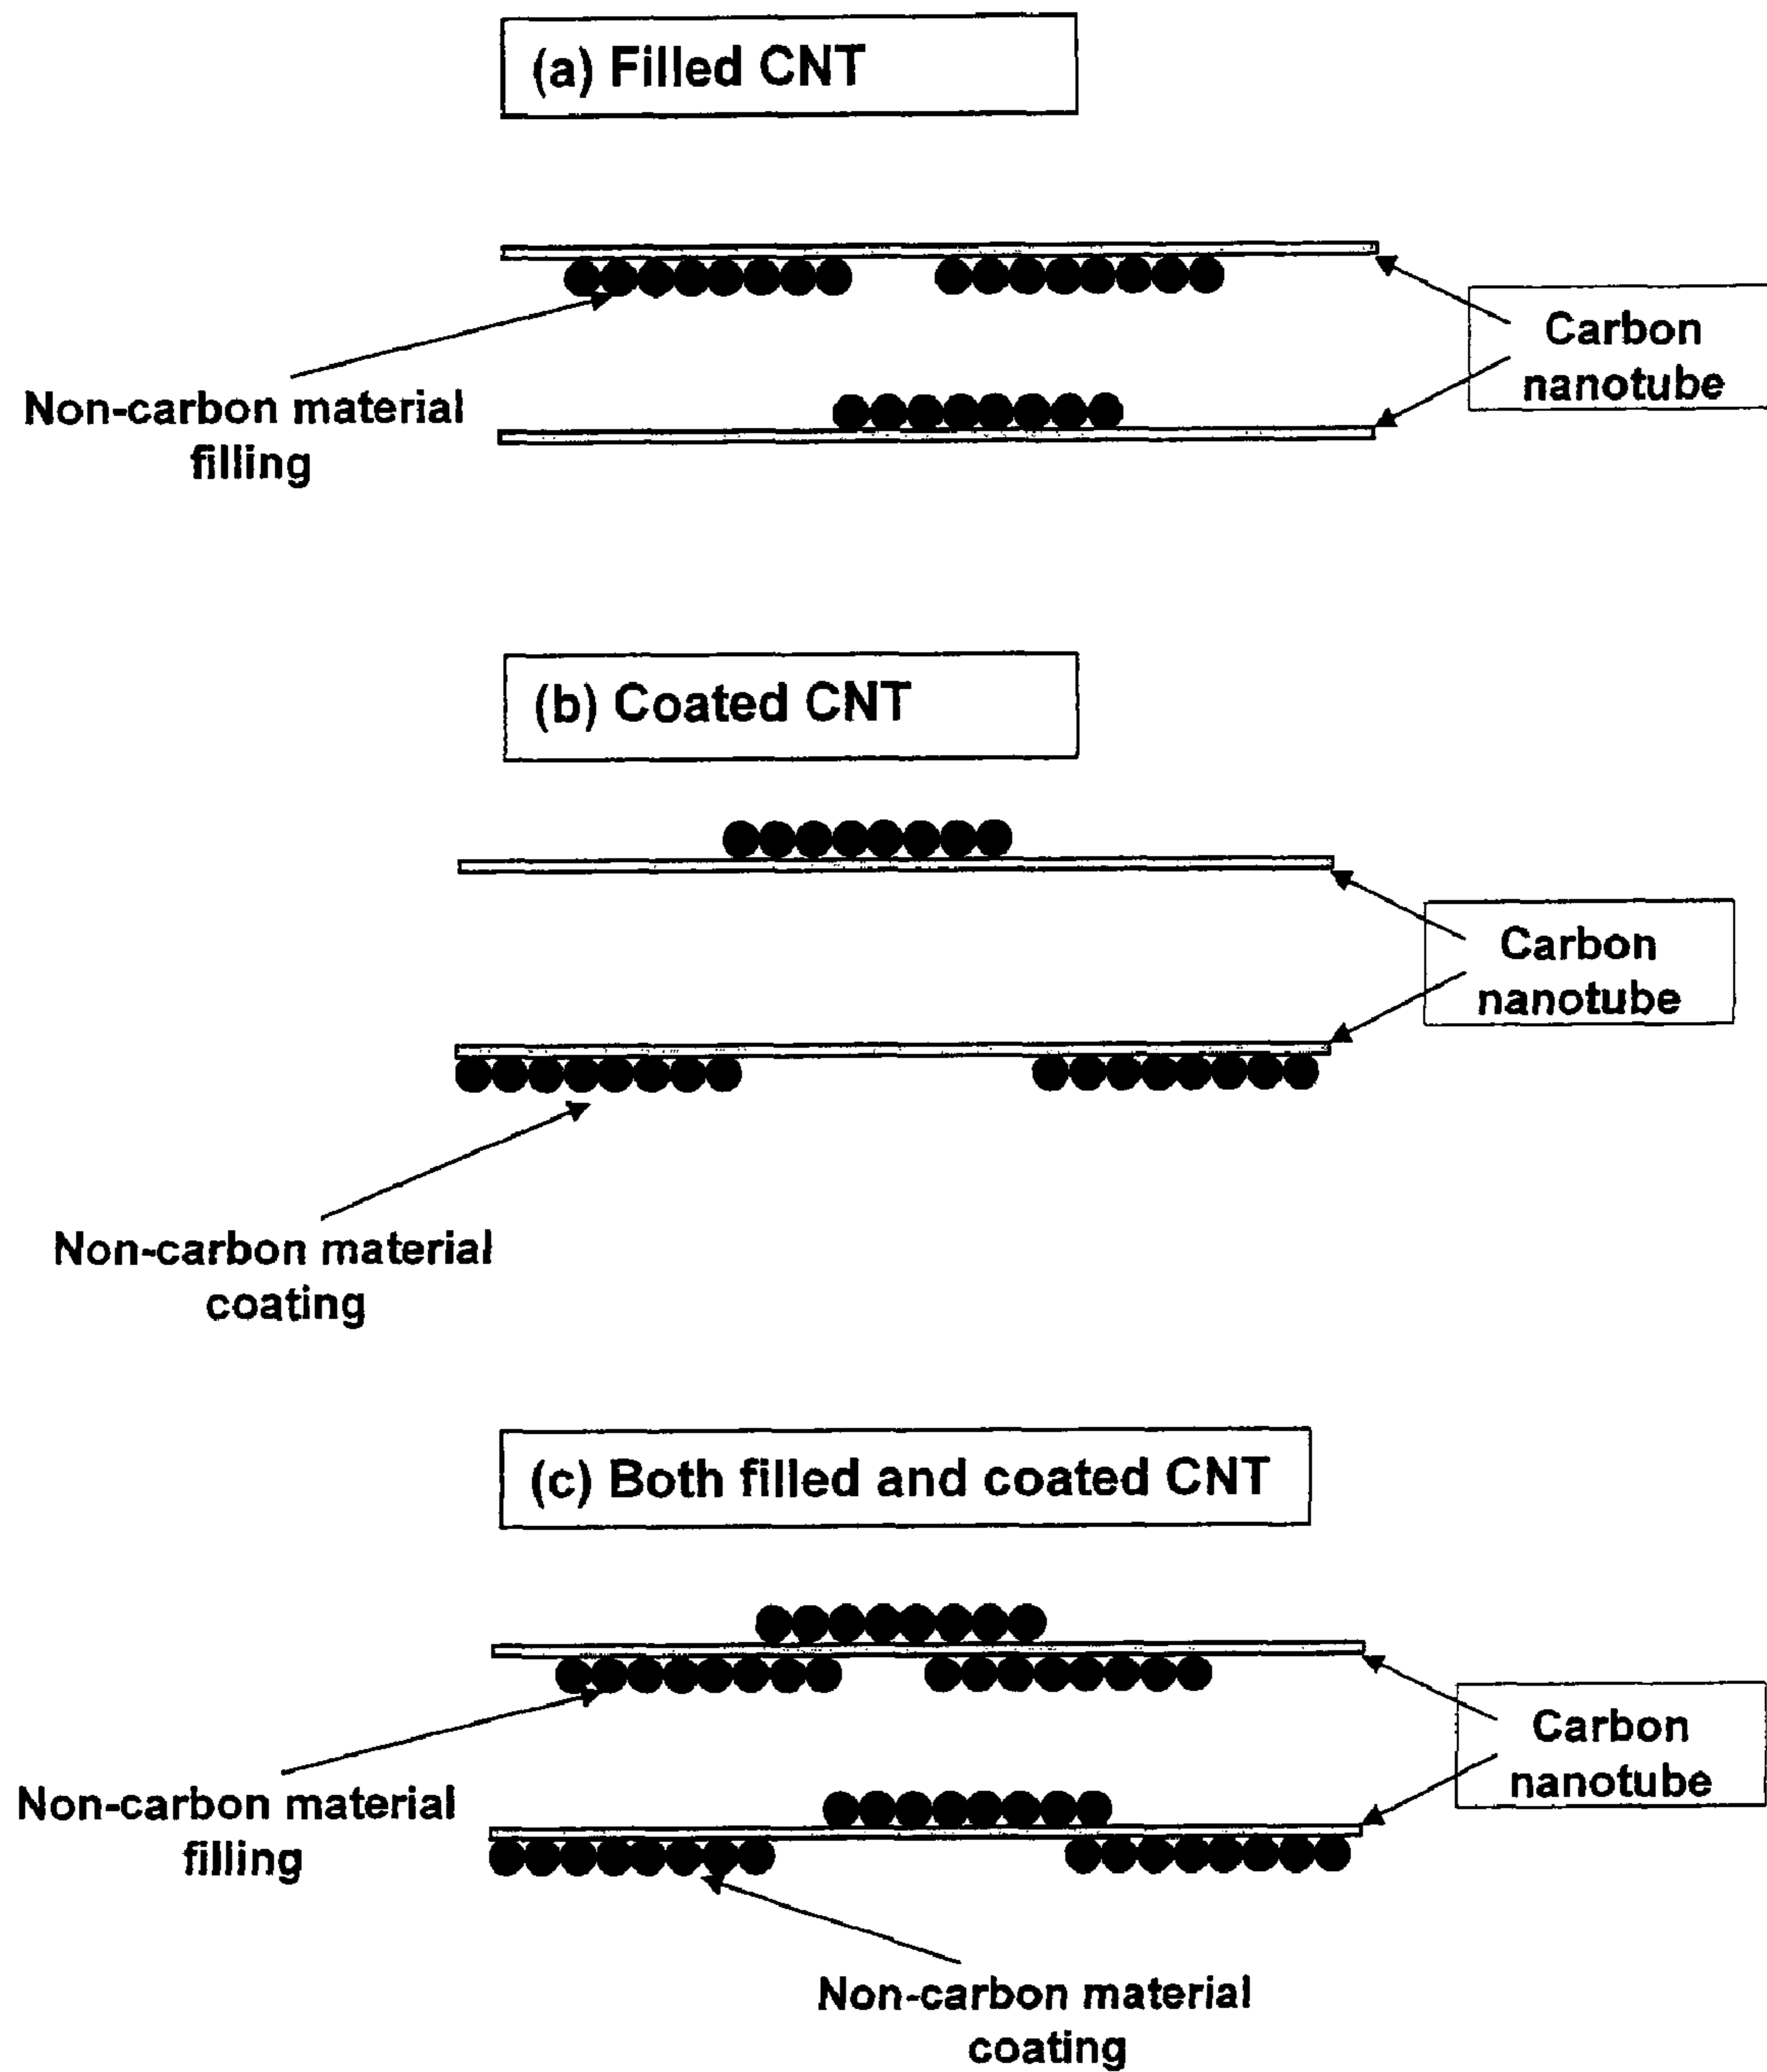 (a) Filled CNT
Carbon
nanotube
Non-carbon material
filling
(b) Coated CNT
Carbon
nanotube
Non-carbon material
coating
(c) Both filled and coated CNT
Carbon
nanotube
Non-carbon material
filling
Non-carbon material
coating